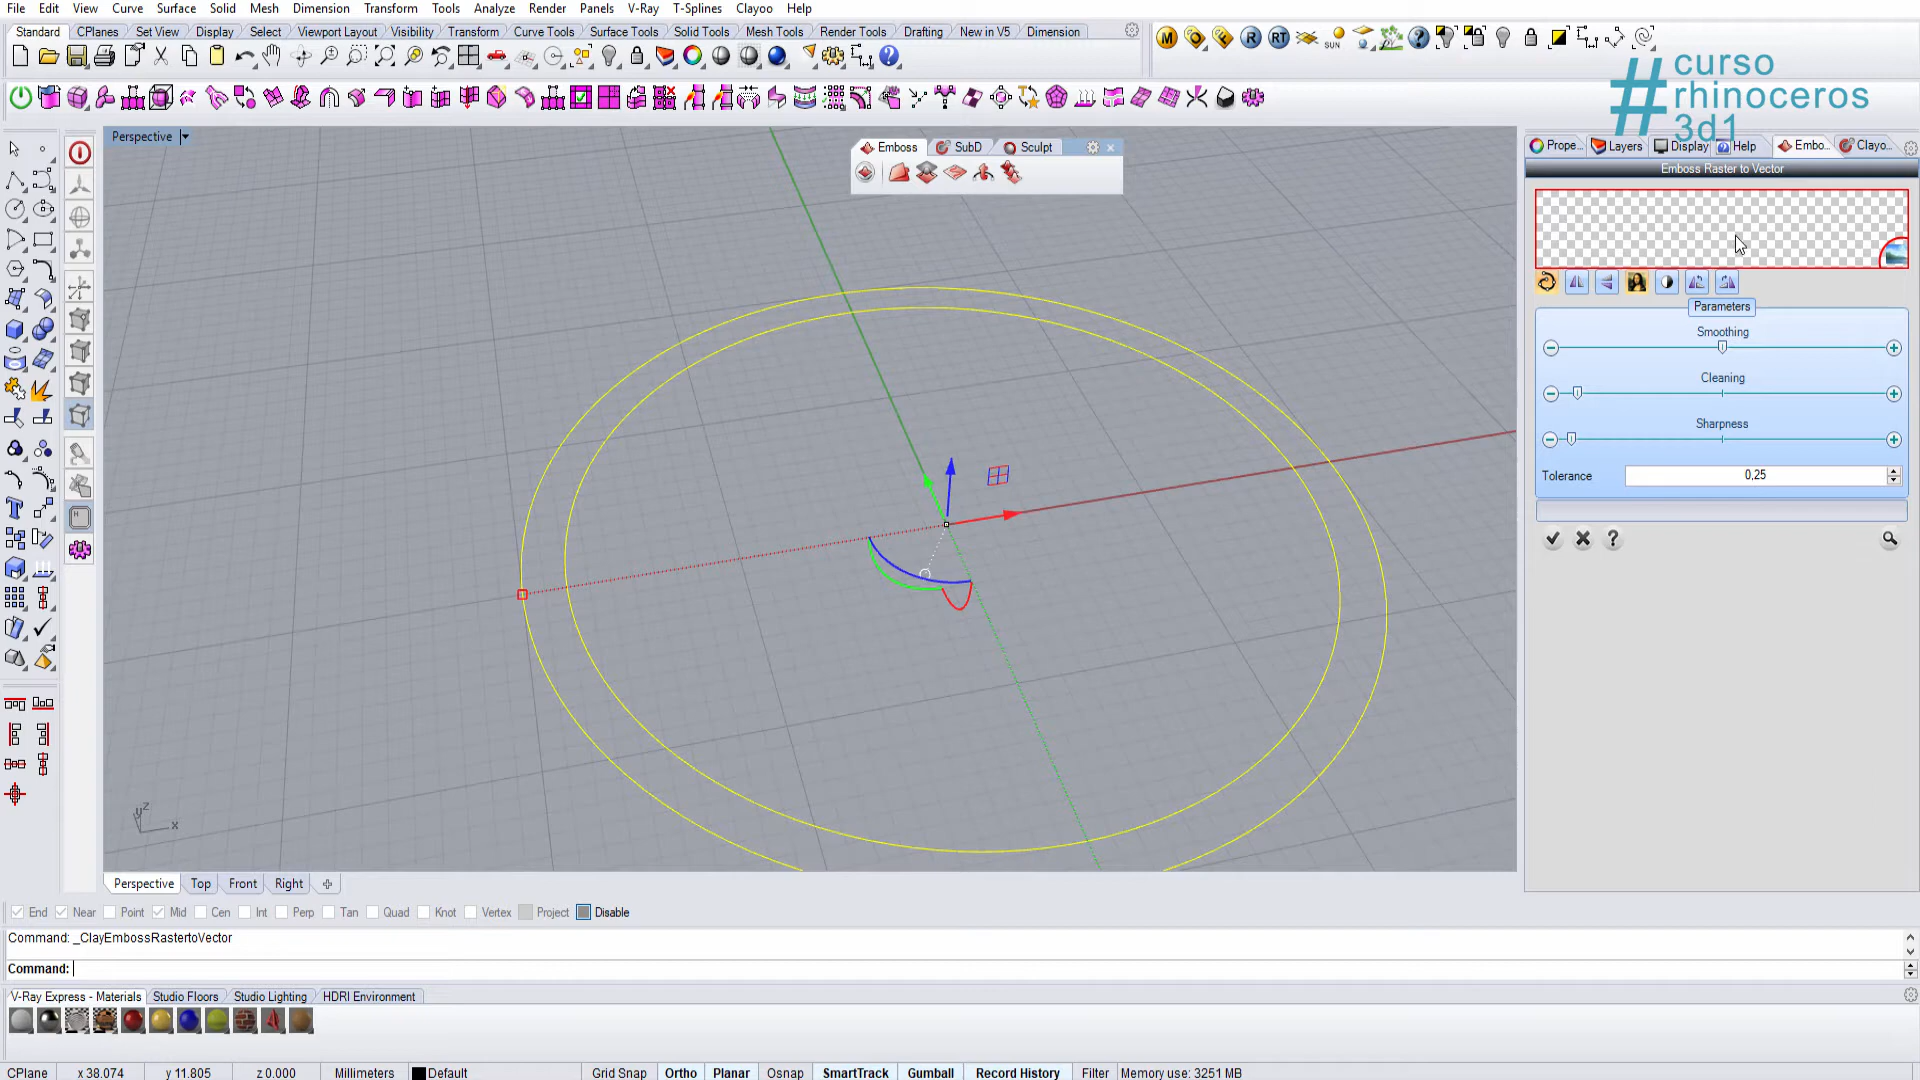 File Edit View Curve Surface Solid Mesh Dimension Transform Tools Analyze Render Panels V-Ray T-Splines Clayoo Help
Standard CPlanes Set View Display Select Viewport Layout Visibility Transform Curve Tools Surface Tools Solid Tools Mesh Tools Render Tools Drafting New in V5 Dimension
M O F R RT SUN
# curso
rhinoceros
3d1
Perspective
Emboss SubD Sculpt
Prope... Layers Display Help Embo... Clayo...
Emboss Raster to Vector
Parameters
Smoothing
Cleaning
Sharpness
Tolerance 0,25
z
y
x
Perspective Top Front Right
End Near Point Mid Cen Int Perp Tan Quad Knot Vertex Project Disable
Command: _ClayEmbossRastertoVector
Command:
V-Ray Express - Materials Studio Floors Studio Lighting HDRI Environment
CPlane x 38.074 y 11.805 z 0.000 Millimeters Default Grid Snap Ortho Planar Osnap SmartTrack Gumball Record History Filter Memory use: 3251 MB